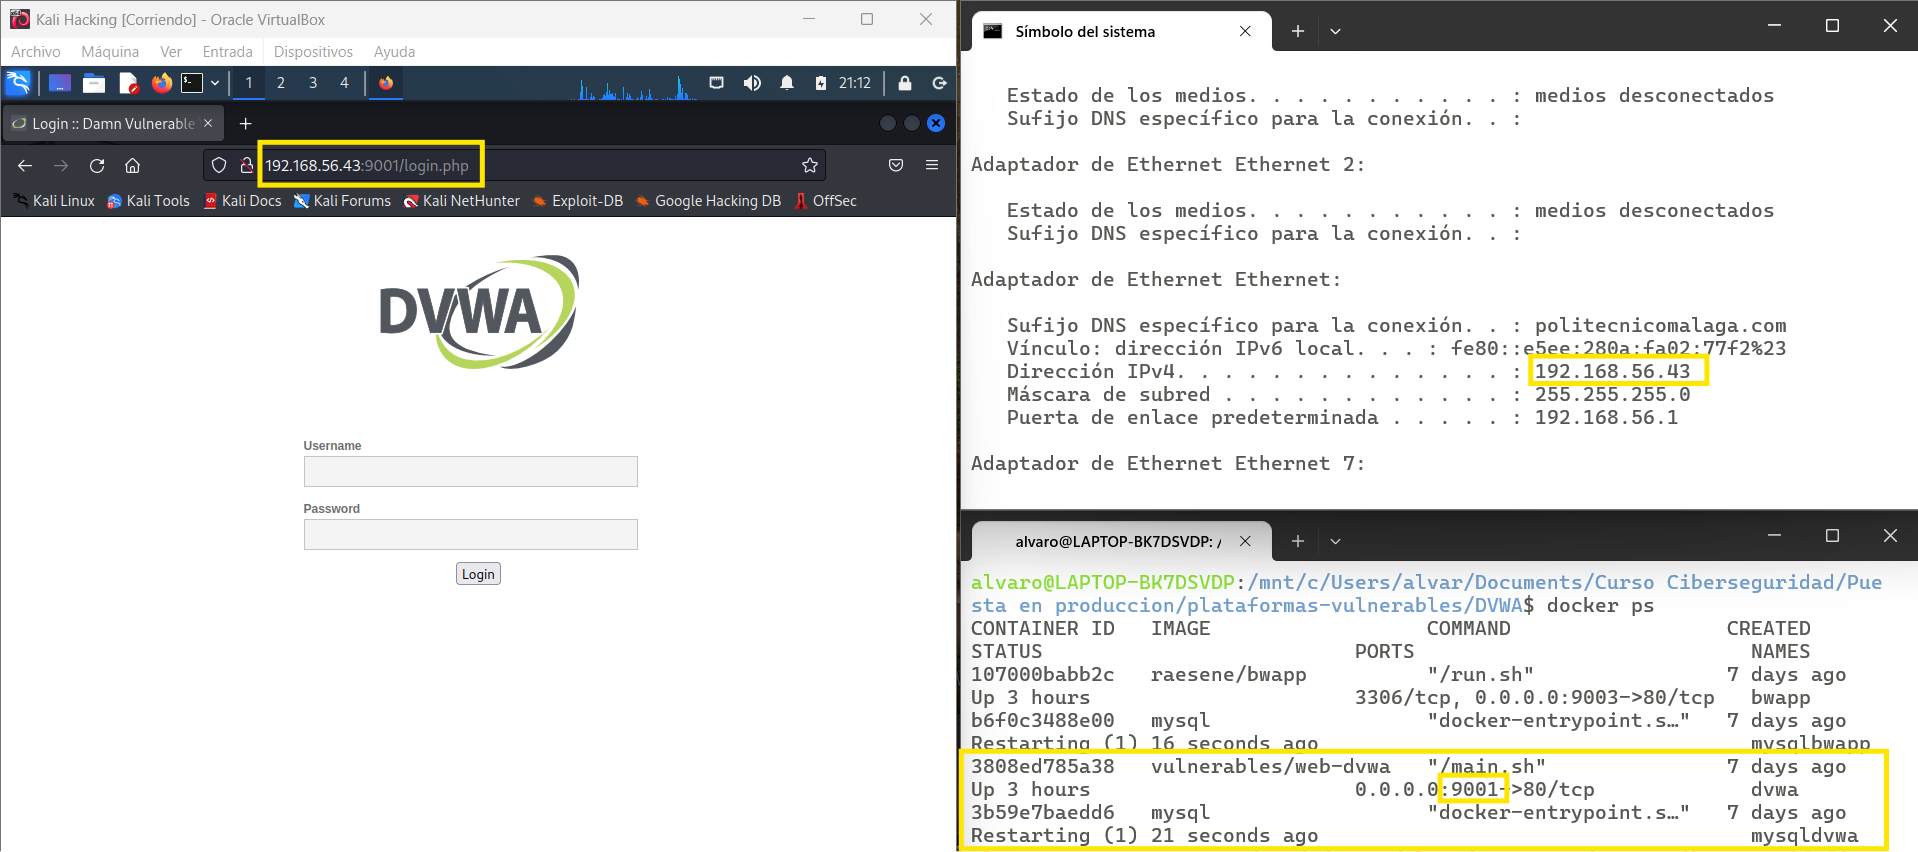 Kali Hacking [Corriendo] - Oracle VirtualBox
Archivo Máquina Ver Entrada Dispositivos Ayuda
1 2 3 4 21:12
Login :: Damn Vulnerable
192.168.56.43:9001/login.php
Kali Linux Kali Tools Kali Docs Kali Forums Kali NetHunter Exploit-DB Google Hacking DB OffSec
DVWA
Username
Password
Login
Símbolo del sistema
Estado de los medios. . . . . . . . . . . : medios desconectados
Sufijo DNS específico para la conexión. . :
Adaptador de Ethernet Ethernet 2:
Estado de los medios. . . . . . . . . . . : medios desconectados
Sufijo DNS específico para la conexión. . :
Adaptador de Ethernet Ethernet:
Sufijo DNS específico para la conexión. . : politecnicomalaga.com
Vínculo: dirección IPv6 local. . . : fe80::e5ee:280a:fa02:77f2%23
Dirección IPv4. . . . . . . . . . . . . . : 192.168.56.43
Máscara de subred . . . . . . . . . . . . : 255.255.255.0
Puerta de enlace predeterminada . . . . . : 192.168.56.1
Adaptador de Ethernet Ethernet 7:
alvaro@LAPTOP-BK7DSVDP: /
alvaro@LAPTOP-BK7DSVDP:/mnt/c/Users/alvar/Documents/Curso Ciberseguridad/Pue
sta en produccion/plataformas-vulnerables/DVWA$ docker ps
CONTAINER ID IMAGE COMMAND CREATED
STATUS PORTS NAMES
107000babb2c raesene/bwapp "/run.sh" 7 days ago
Up 3 hours 3306/tcp, 0.0.0.0:9003->80/tcp bwapp
b6f0c3488e00 mysql "docker-entrypoint.s…" 7 days ago
Restarting (1) 16 seconds ago mysqlbwapp
3808ed785a38 vulnerables/web-dvwa "/main.sh" 7 days ago
Up 3 hours 0.0.0.0:9001->80/tcp dvwa
3b59e7baedd6 mysql "docker-entrypoint.s…" 7 days ago
Restarting (1) 21 seconds ago mysqldvwa